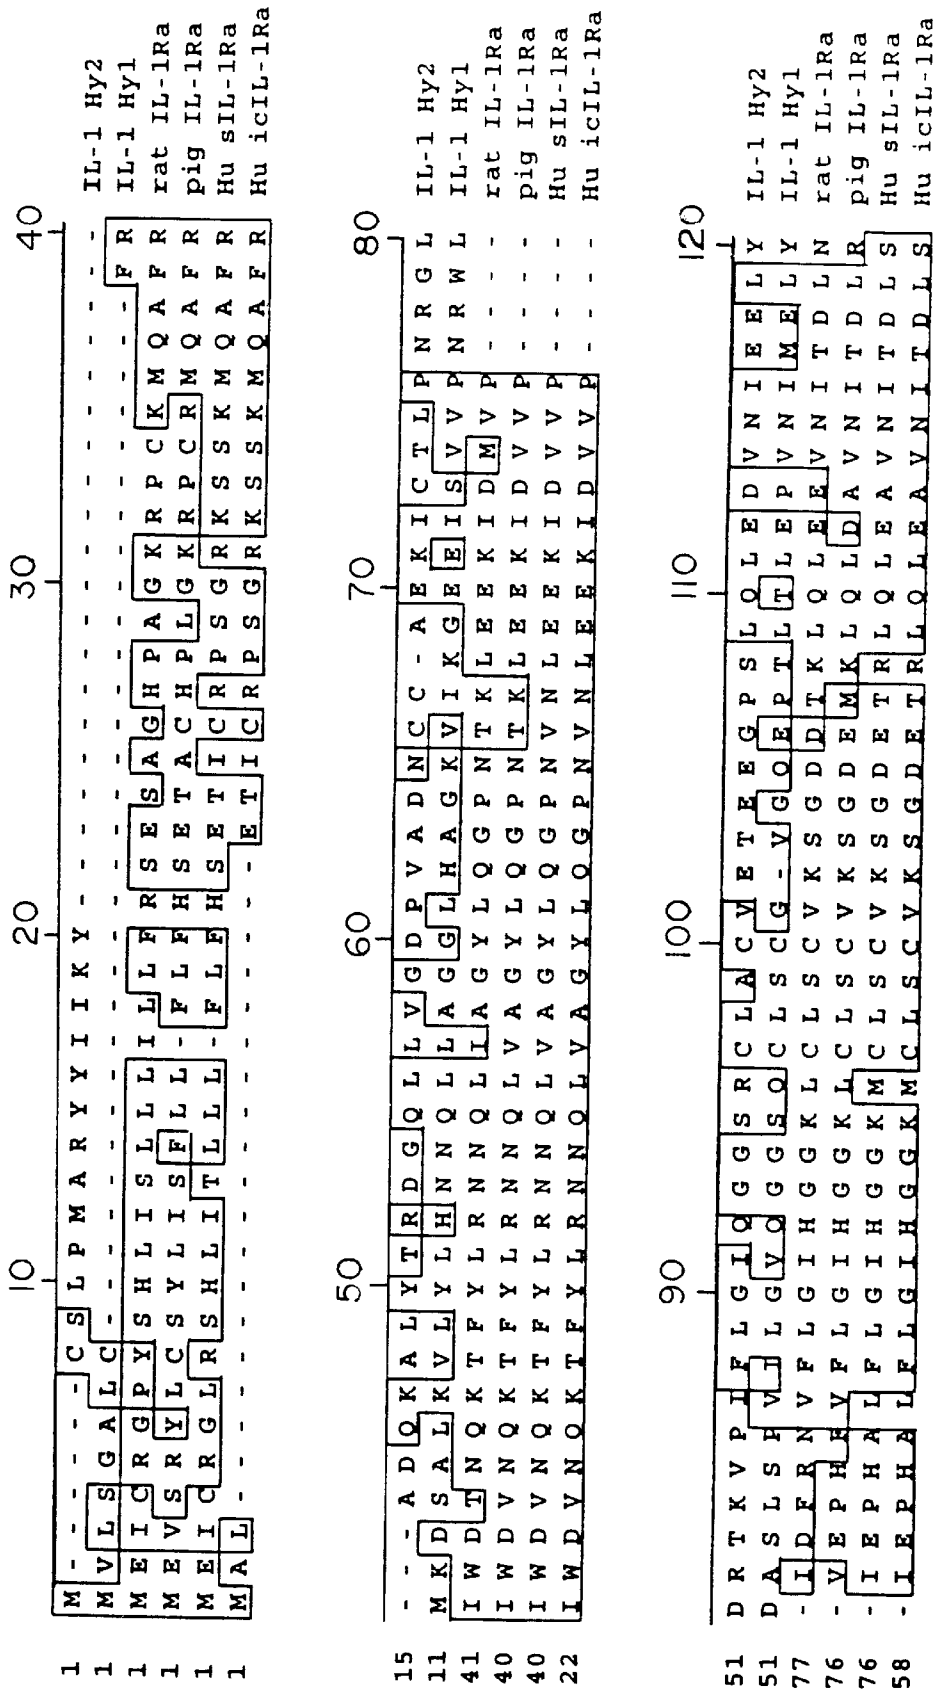 10 20 30 40
1 M - - - - - - C S L P M A R Y Y I I K Y - - - - - - - - - - - - - - - - - - - - IL-1 Hy2
1 M V L S G A L C - - - - - - - - - - - - - - - - - - - - - - - - - - - - - - F R IL-1 Hy1
1 M E I C R G P Y S H L I S L L L I L L F R S E S A G H P A G K R P C K M Q A F R rat IL-1Ra
1 M E V S R Y L C S Y L I S F L L - F L F H S E T A C H P L G K R P C R M Q A F R pig IL-1Ra
1 M E I C R G L R S H L I T L L L - F L F H S E T I C R P S G R K S S K M Q A F R Hu sIL-1Ra
1 M A L - - - - - - - - - - - - - - - - - - - E T I C R P S G R K S S K M Q A F R Hu icIL-1Ra
50 60 70 80
15 - - - A D Q K A L Y T R D G Q L L V G D P V A D N C C - A E K I C T L P N R G L IL-1 Hy2
11 M K D S A L K V L Y L H N N Q L L A G G L H A G K V I K G E E I S V V P N R W L IL-1 Hy1
41 I W D T N Q K T F Y L R N N Q L I A G Y L Q G P N T K L E E K I D M V P - - - - rat IL-1Ra
40 I W D V N Q K T F Y L R N N Q L V A G Y L Q G P N T K L E E K I D V V P - - - - pig IL-1Ra
40 I W D V N Q K T F Y L R N N Q L V A G Y L Q G P N V N L E E K I D V V P - - - - Hu sIL-1Ra
22 I W D V N Q K T F Y L R N N Q L V A G Y L Q G P N V N L E E K I D V V P - - - - Hu icIL-1Ra
90 100 110 120
51 D R T K V P I F L G I Q G G S R C L A C V E T E E G P S L Q L E D V N I E E L Y IL-1 Hy2
51 D A S L S P V I L G V Q G G S Q C L S C G - V G Q E P T L T L E P V N I M E L Y IL-1 Hy1
77 - I D F R N V F L G I H G G K L C L S C V K S G D D T K L Q L E E V N I T D L N rat IL-1Ra
76 - V E P H R V F L G I H G G K L C L S C V K S G D E M K L Q L D A V N I T D L R pig IL-1Ra
76 - I E P H A L F L G I H G G K M C L S C V K S G D E T R L Q L E A V N I T D L S Hu sIL-1Ra
58 - I E P H A L F L G I H G G K M C L S C V K S G D E T R L Q L E A V N I T D L S Hu icIL-1Ra